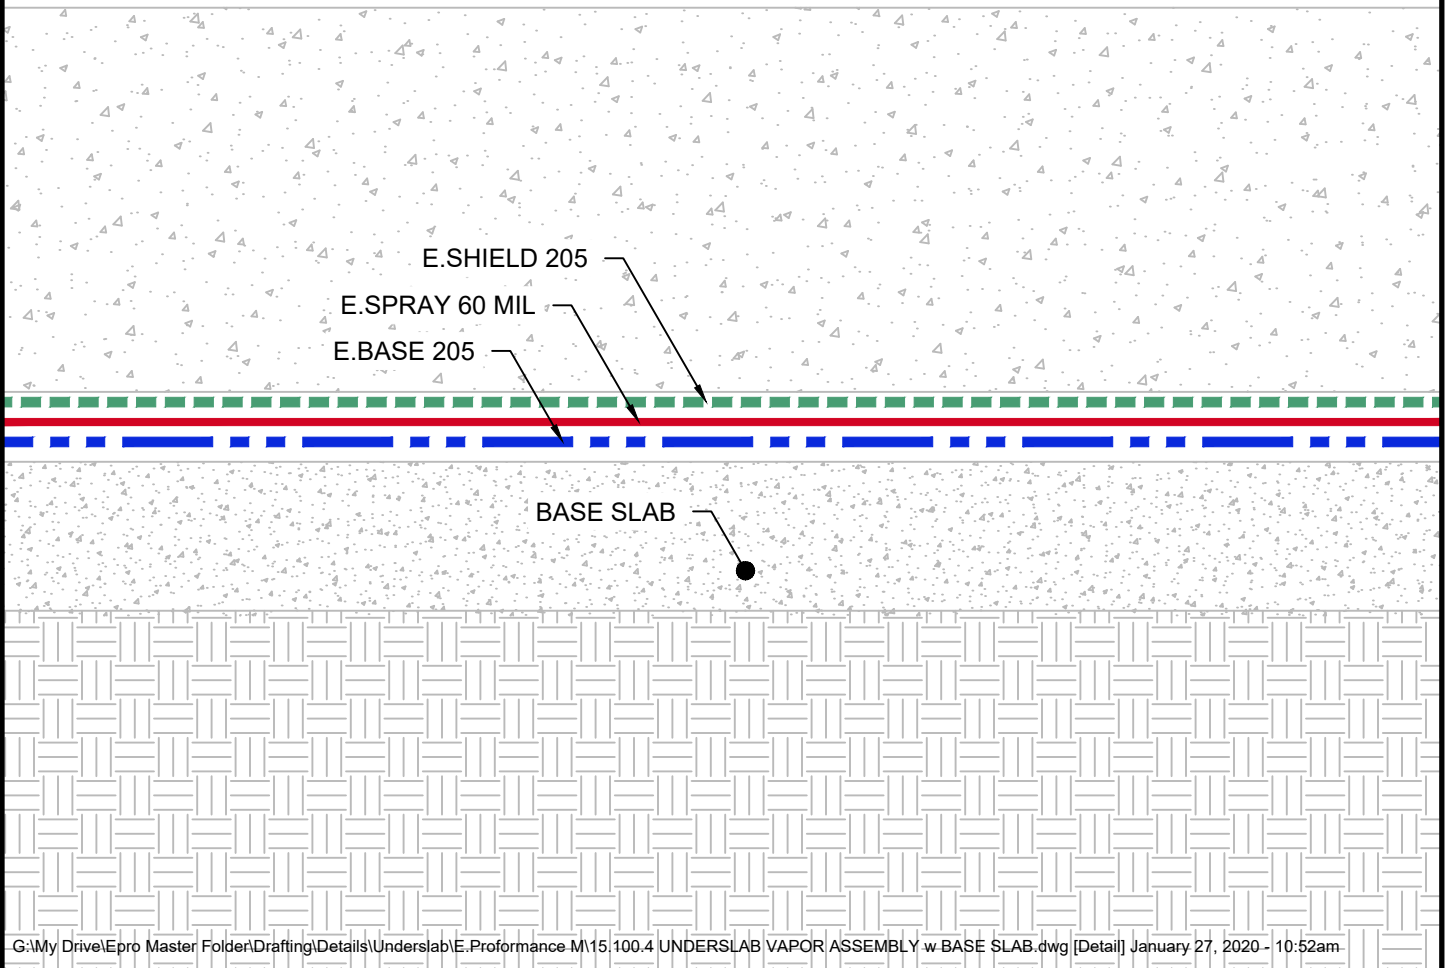 E.SHIELD 205
E.SPRAY 60 MIL
E.BASE 205
BASE SLAB
G:\My Drive\Epro Master Folder\Drafting\Details\Underslab\E.Proformance M\15.100.4 UNDERSLAB VAPOR ASSEMBLY w BASE SLAB.dwg [Detail] January 27, 2020 - 10:52am